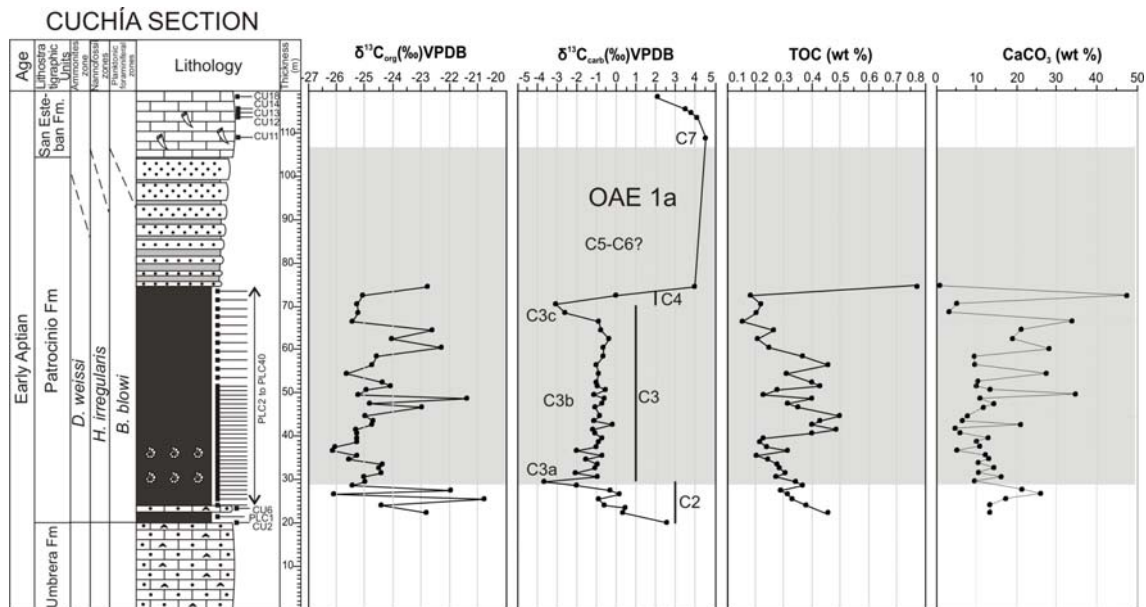 CUCHÍA SECTION
Age
Lithostra
tigraphic
Units
Ammonites
zone
Nannofossil
zones
Planktonic
foraminiferal
zones
Lithology
Thickness
(m)
δ¹³Corg(‰)VPDB
-27 -26 -25 -24 -23 -22 -21 -20
δ¹³Ccarb(‰)VPDB
-5 -4 -3 -2 -1 0 1 2 3 4 5
TOC (wt %)
0.1 0.2 0.3 0.4 0.5 0.6 0.7 0.8
CaCO₃ (wt %)
0 10 20 30 40 50
Early Aptian
San Este-
ban Fm.
Patrocinio Fm
Umbrera Fm
D. weissi
H. irregularis
B. blowi
CU18
CU14
CU13
CU12
CU11
PLC2 to PLC40
CU6
PLC1
CU2
110
100
90
80
70
60
50
40
30
20
10
C7
OAE 1a
C5-C6?
C4
C3c
C3
C3b
C3a
C2